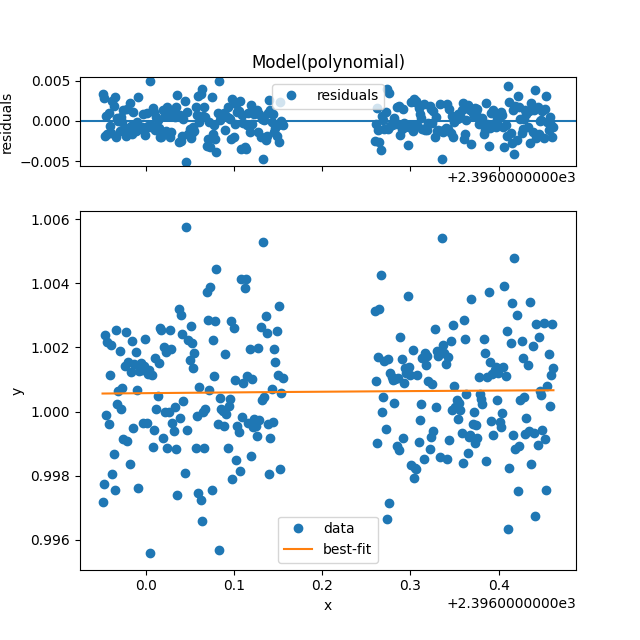 Model(polynomial)
0.005
0.000
−0.005
residuals
residuals
+2.3960000000e3
1.006
1.004
1.002
1.000
0.998
0.996
y
data
best-fit
0.0 0.1 0.2 0.3 0.4
x
+2.3960000000e3